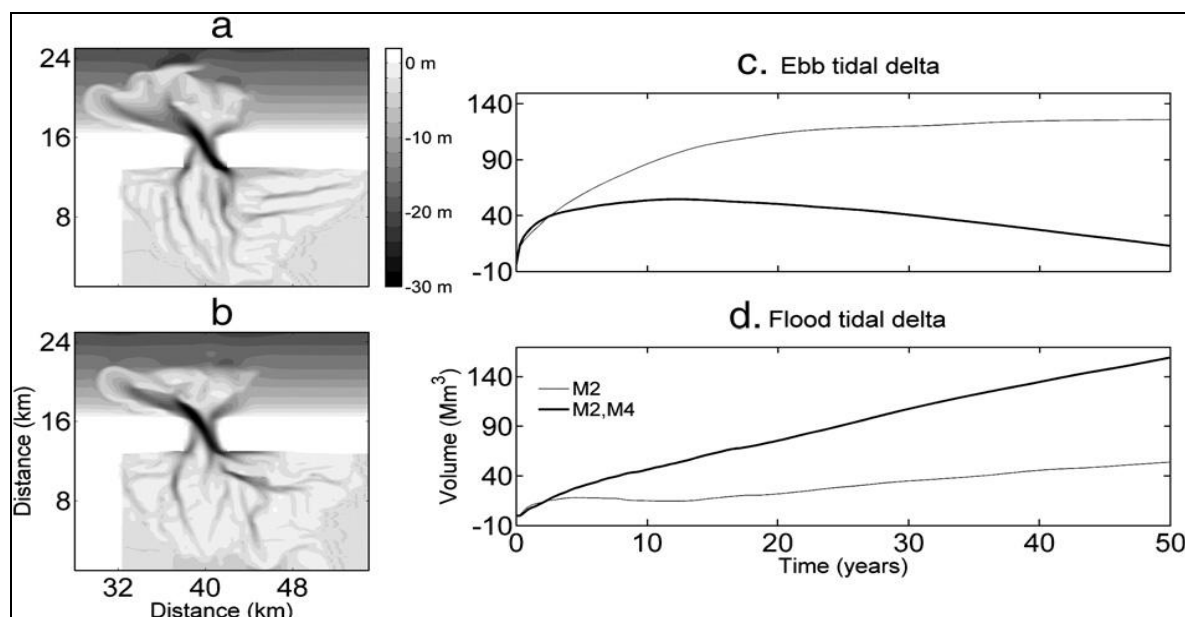 a
24
16
8
0 m
-10 m
-20 m
-30 m
b
24
16
8
32 40 48
Distance (km)
Distance (km)
c. Ebb tidal delta
140
90
40
-10
d. Flood tidal delta
M2
M2,M4
Volume (Mm³)
140
90
40
-10
0 10 20 30 40 50
Time (years)